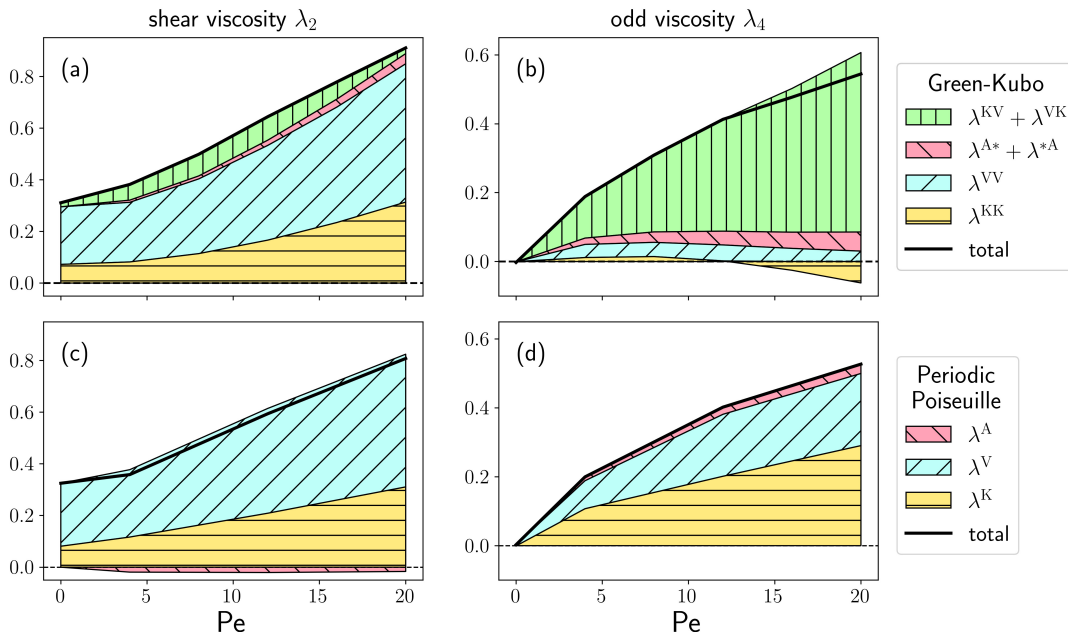 shear viscosity λ₂
odd viscosity λ₄
(a)
0.8
0.6
0.4
0.2
0.0
(b)
0.6
0.4
0.2
0.0
Green-Kubo
λᴷⱽ + λⱽᴷ
λᴬ* + λ*ᴬ
λⱽⱽ
λᴷᴷ
total
(c)
0.8
0.6
0.4
0.2
0.0
0 5 10 15 20
Pe
(d)
0.6
0.4
0.2
0.0
0 5 10 15 20
Pe
Periodic
Poiseuille
λᴬ
λⱽ
λᴷ
total